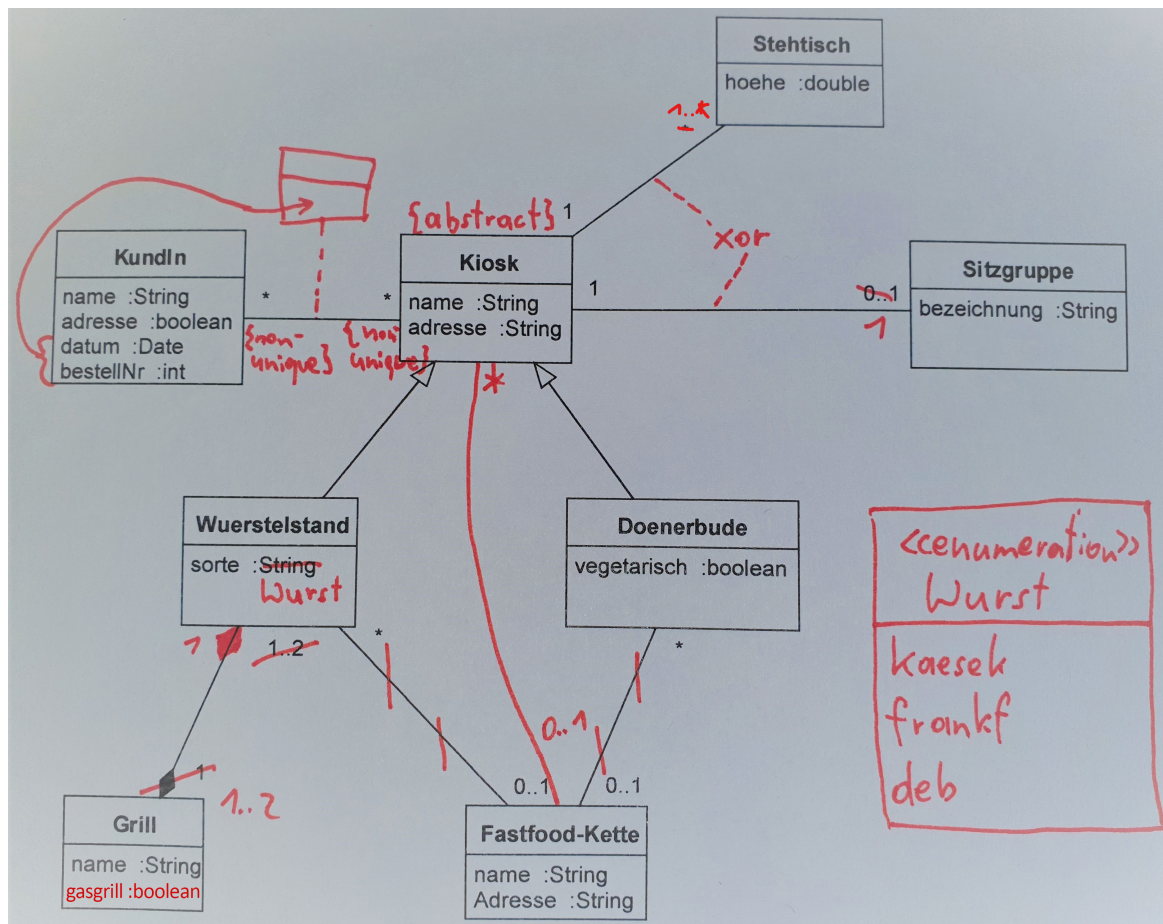 Stehtisch
hoehe :double
1..*
{abstract}
1
xor
KundIn
name :String
adresse :boolean
datum :Date
bestellNr :int
*
*
{non-
unique}
{non-
unique}
Kiosk
name :String
adresse :String
1
0..1
1
Sitzgruppe
bezeichnung :String
*
Wuerstelstand
sorte :String
Wurst
Doenerbude
vegetarisch :boolean
<<enumeration>>
Wurst
kaesek
frankf
deb
1
1..2
*
*
0..1
1
1..2
0..1
0..1
Grill
name :String
gasgrill :boolean
Fastfood-Kette
name :String
Adresse :String